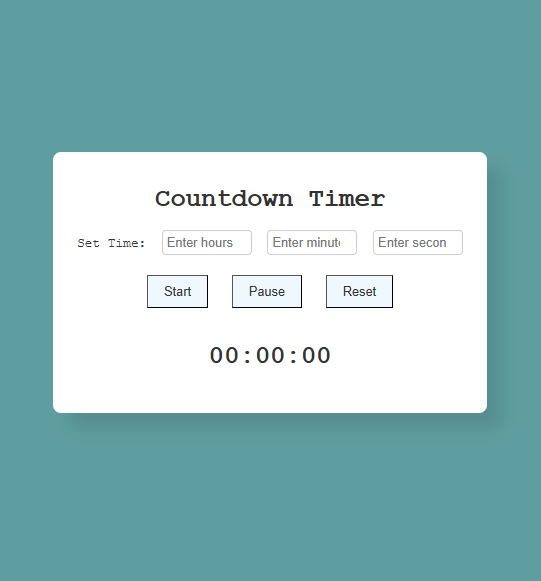 Countdown Timer
Set Time: Enter hours Enter minut Enter secon
Start Pause Reset
00:00:00